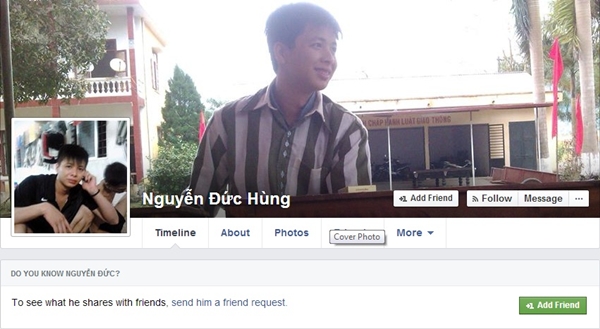 CHẤP HÀNH LUẬT GIAO THÔNG
Nguyễn Đức Hùng
Add Friend
Follow
Message
...
Timeline
About
Photos
Cover Photo
More
DO YOU KNOW NGUYỄN ĐỨC?
To see what he shares with friends, send him a friend request.
Add Friend